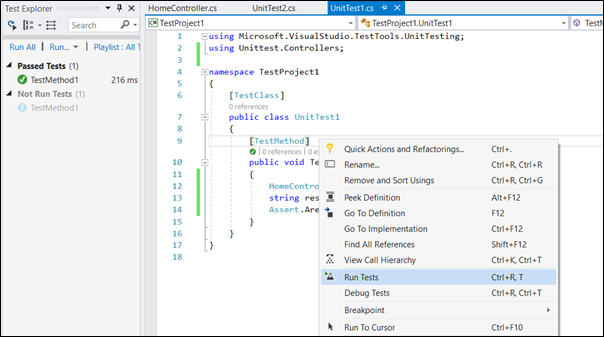 Test Explorer
Run All | Run... | Playlist : All T
Passed Tests (1)
TestMethod1 216 ms
Not Run Tests (1)
TestMethod1
HomeController.cs UnitTest2.cs UnitTest1.cs
TestProject1 TestProject1.UnitTest1
1 using Microsoft.VisualStudio.TestTools.UnitTesting;
2 using Unittest.Controllers;
3
4 namespace TestProject1
5 {
6 [TestClass]
0 references
7 public class UnitTest1
8 {
9 [TestMethod]
| 0 references | 0 e
10 public void Te
11 {
12 HomeContro
13 string res
14 Assert.Are
15 }
16 }
17 }
18
Quick Actions and Refactorings... Ctrl+.
Rename... Ctrl+R, Ctrl+R
Remove and Sort Usings Ctrl+R, Ctrl+G
Peek Definition Alt+F12
Go To Definition F12
Go To Implementation Ctrl+F12
Find All References Shift+F12
View Call Hierarchy Ctrl+K, Ctrl+T
Run Tests Ctrl+R, T
Debug Tests Ctrl+R, Ctrl+T
Breakpoint
Run To Cursor Ctrl+F10